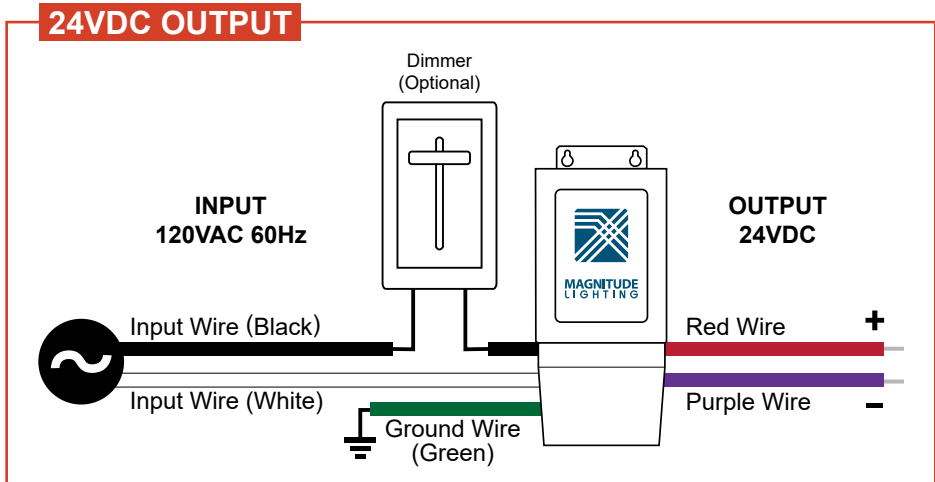 24VDC OUTPUT
Dimmer
(Optional)
INPUT
120VAC 60Hz
OUTPUT
24VDC
MAGNITUDE
LIGHTING
Input Wire (Black)
Red Wire
+
Input Wire (White)
Purple Wire
–
Ground Wire
(Green)